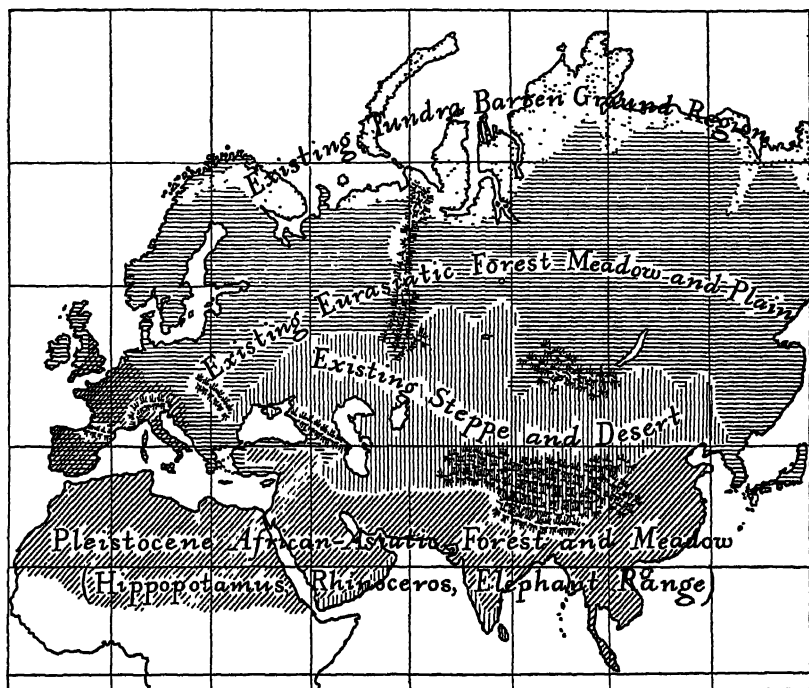 Existing Tundra Barren Ground Region
Existing Eurasiatic Forest Meadow and Plain
Existing Steppe and Desert
Pleistocene African-Asiatic Forest and Meadow
(Hippopotamus, Rhinoceros, Elephant Range)